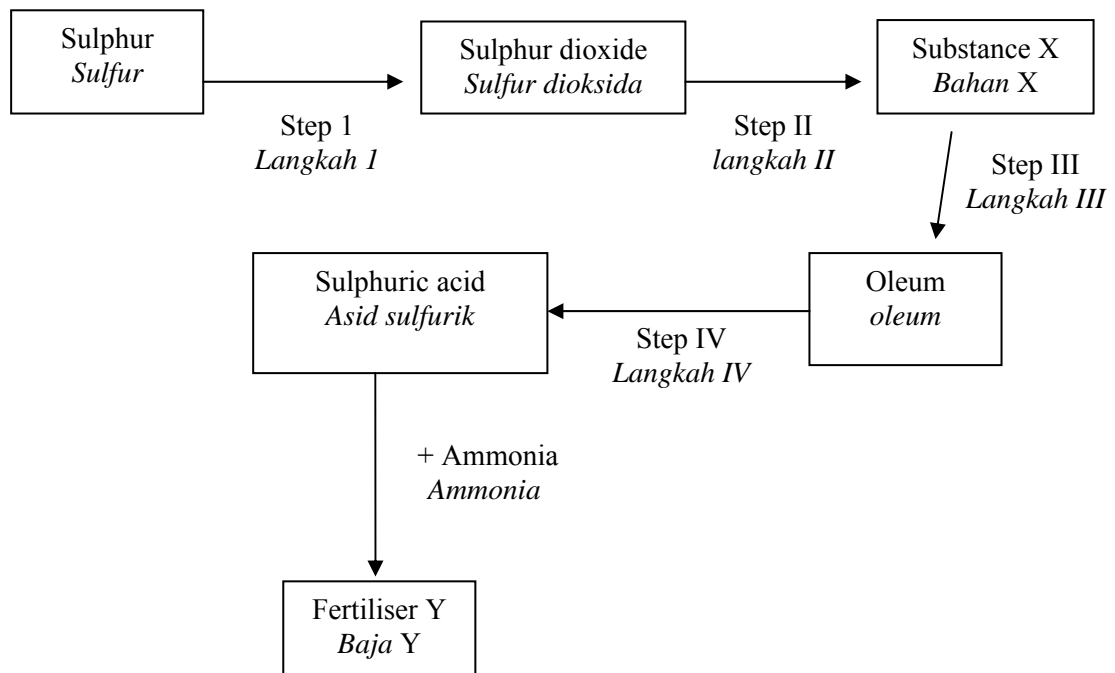 Sulphur
Sulfur
Sulphur dioxide
Sulfur dioksida
Substance X
Bahan X
Step 1
Langkah 1
Step II
langkah II
Step III
Langkah III
Sulphuric acid
Asid sulfurik
Oleum
oleum
Step IV
Langkah IV
+ Ammonia
Ammonia
Fertiliser Y
Baja Y